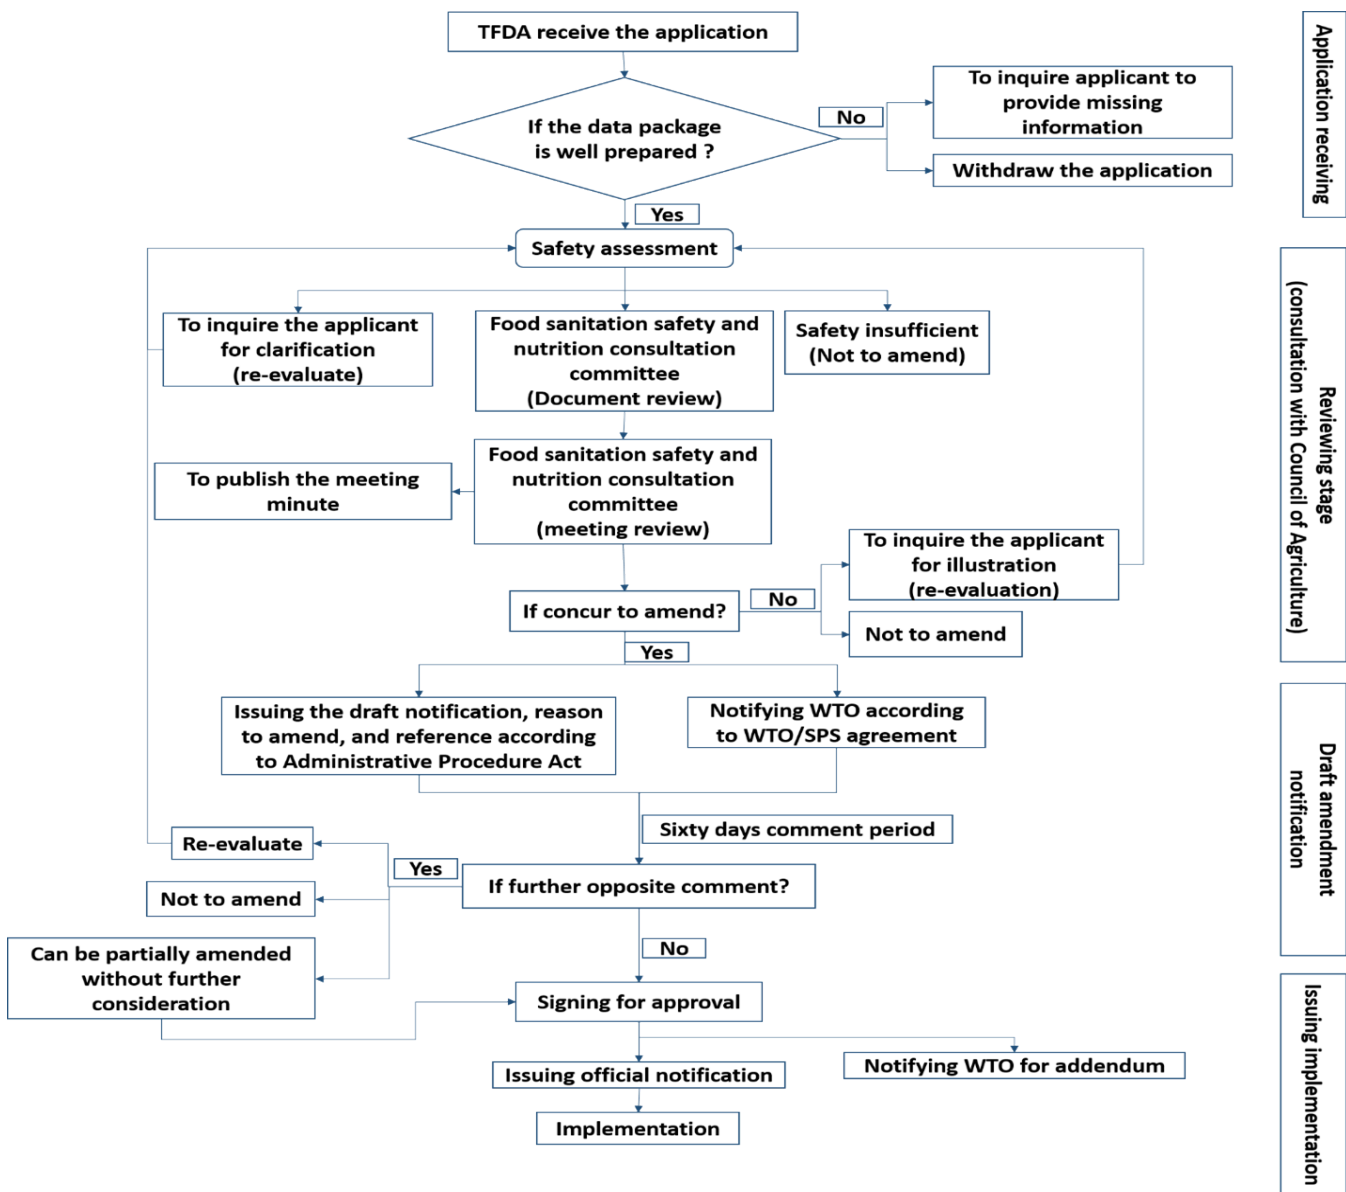 TFDA receive the application
If the data package
is well prepared ?
No
To inquire applicant to
provide missing
information
Withdraw the application
Application receiving
Yes
Safety assessment
To inquire the applicant
for clarification
(re-evaluate)
Food sanitation safety and
nutrition consultation
committee
(Document review)
Safety insufficient
(Not to amend)
To publish the meeting
minute
Food sanitation safety and
nutrition consultation
committee
(meeting review)
If concur to amend?
No
To inquire the applicant
for illustration
(re-evaluation)
Not to amend
Reviewing stage
(consultation with Council of Agriculture)
Yes
Issuing the draft notification, reason
to amend, and reference according
to Administrative Procedure Act
Notifying WTO according
to WTO/SPS agreement
Sixty days comment period
If further opposite comment?
Yes
Re-evaluate
Not to amend
Can be partially amended
without further
consideration
Draft amendment
notification
No
Signing for approval
Issuing official notification
Notifying WTO for addendum
Implementation
Issuing implementation